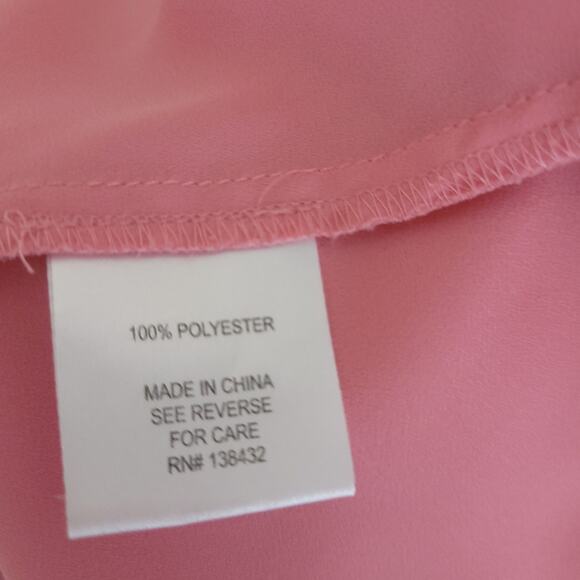 100% POLYESTER
MADE IN CHINA
SEE REVERSE
FOR CARE
RN# 138432